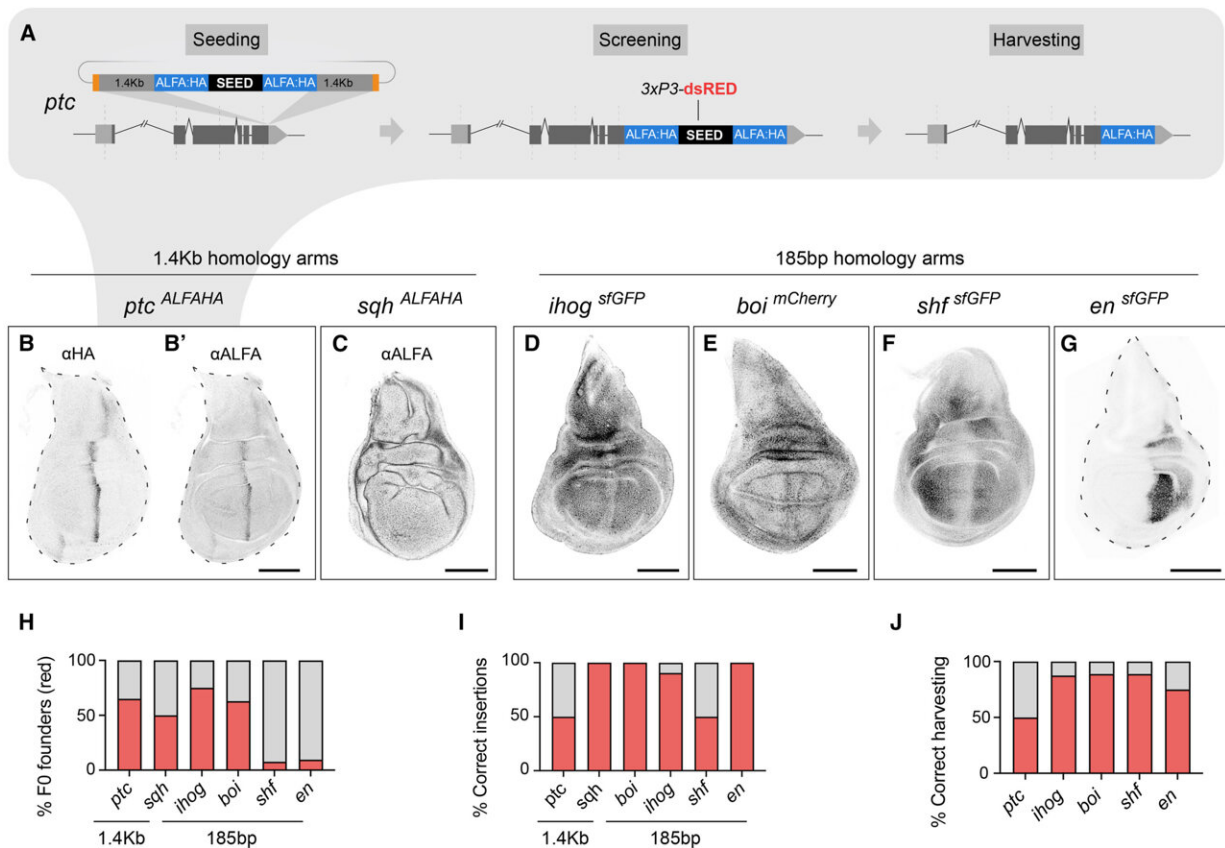 A
Seeding
Screening
Harvesting
1.4Kb ALFA:HA SEED ALFA:HA 1.4Kb
3xP3-dsRED
ptc
ALFA:HA SEED ALFA:HA
ALFA:HA
1.4Kb homology arms
185bp homology arms
ptc ALFAHA
sqh ALFAHA
ihog sfGFP
boi mCherry
shf sfGFP
en sfGFP
B
αHA
B'
αALFA
C
αALFA
D
E
F
G
H
% F0 founders (red)
100
50
0
ptc
sqh
ihog
boi
shf
en
1.4Kb
185bp
I
% Correct insertions
100
50
0
ptc
sqh
boi
ihog
shf
en
1.4Kb
185bp
J
% Correct harvesting
100
50
0
ptc
ihog
boi
shf
en